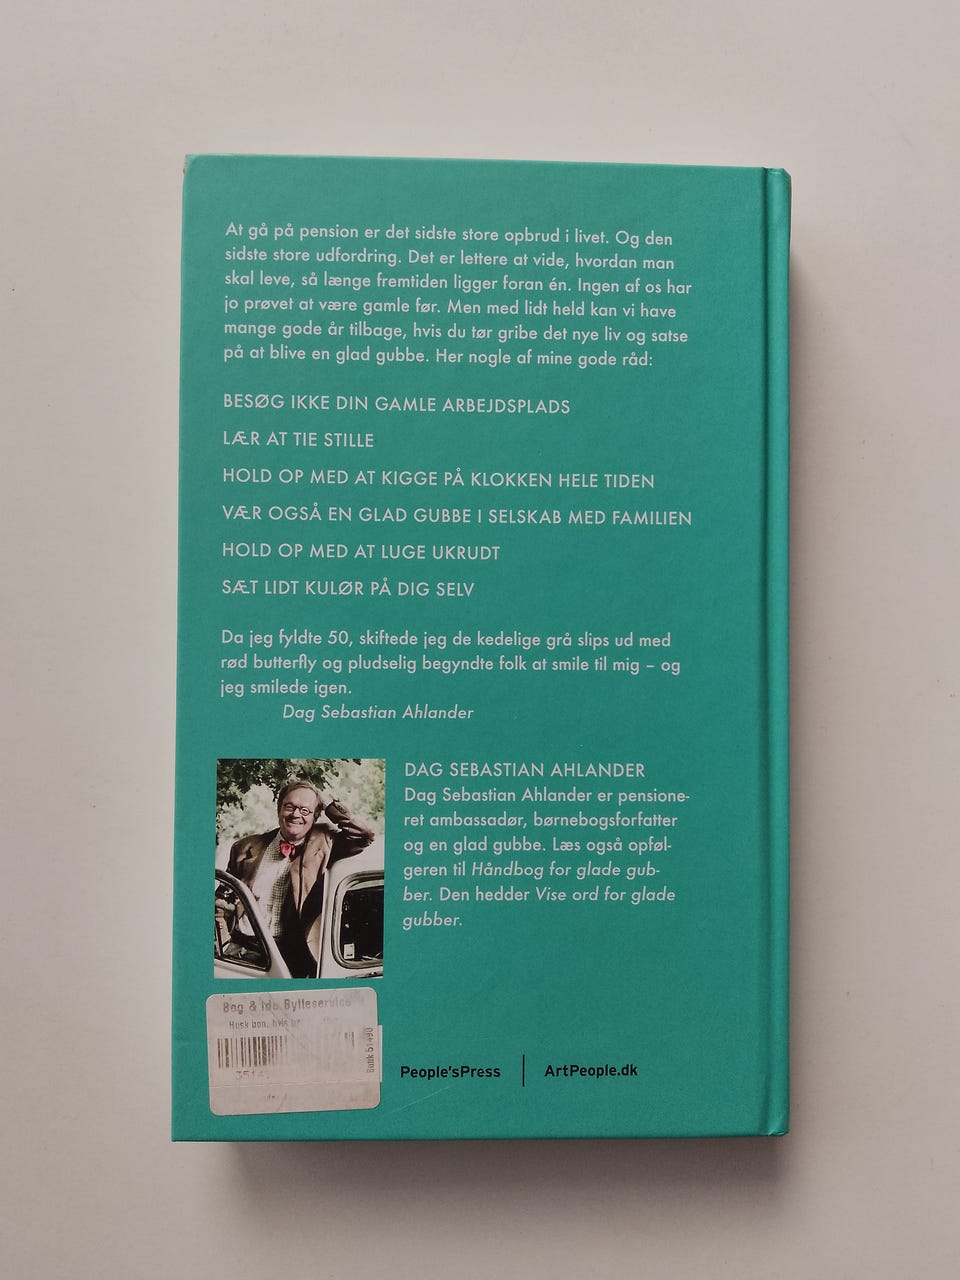 At gå på pension er det sidste store opbrud i livet. Og den
sidste store udfordring. Det er lettere at vide, hvordan man
skal leve, så længe fremtiden ligger foran én. Ingen af os har
jo prøvet at være gamle før. Men med lidt held kan vi have
mange gode år tilbage, hvis du tør gribe det nye liv og satse
på at blive en glad gubbe. Her nogle af mine gode råd:
BESØG IKKE DIN GAMLE ARBEJDSPLADS
LÆR AT TIE STILLE
HOLD OP MED AT KIGGE PÅ KLOKKEN HELE TIDEN
VÆR OGSÅ EN GLAD GUBBE I SELSKAB MED FAMILIEN
HOLD OP MED AT LUGE UKRUDT
SÆT LIDT KULØR PÅ DIG SELV
Da jeg fyldte 50, skiftede jeg de kedelige grå slips ud med
rød butterfly og pludselig begyndte folk at smile til mig – og
jeg smilede igen.
Dag Sebastian Ahlander
DAG SEBASTIAN AHLANDER
Dag Sebastian Ahlander er pensione-
ret ambassadør, børnebogsforfatter
og en glad gubbe. Læs også opføl-
geren til Håndbog for glade gub-
ber. Den hedder Vise ord for glade
gubber.
Bog & Ide Bytteservice
Husk bon, hvis
Butik 51490
People'sPress
ArtPeople.dk